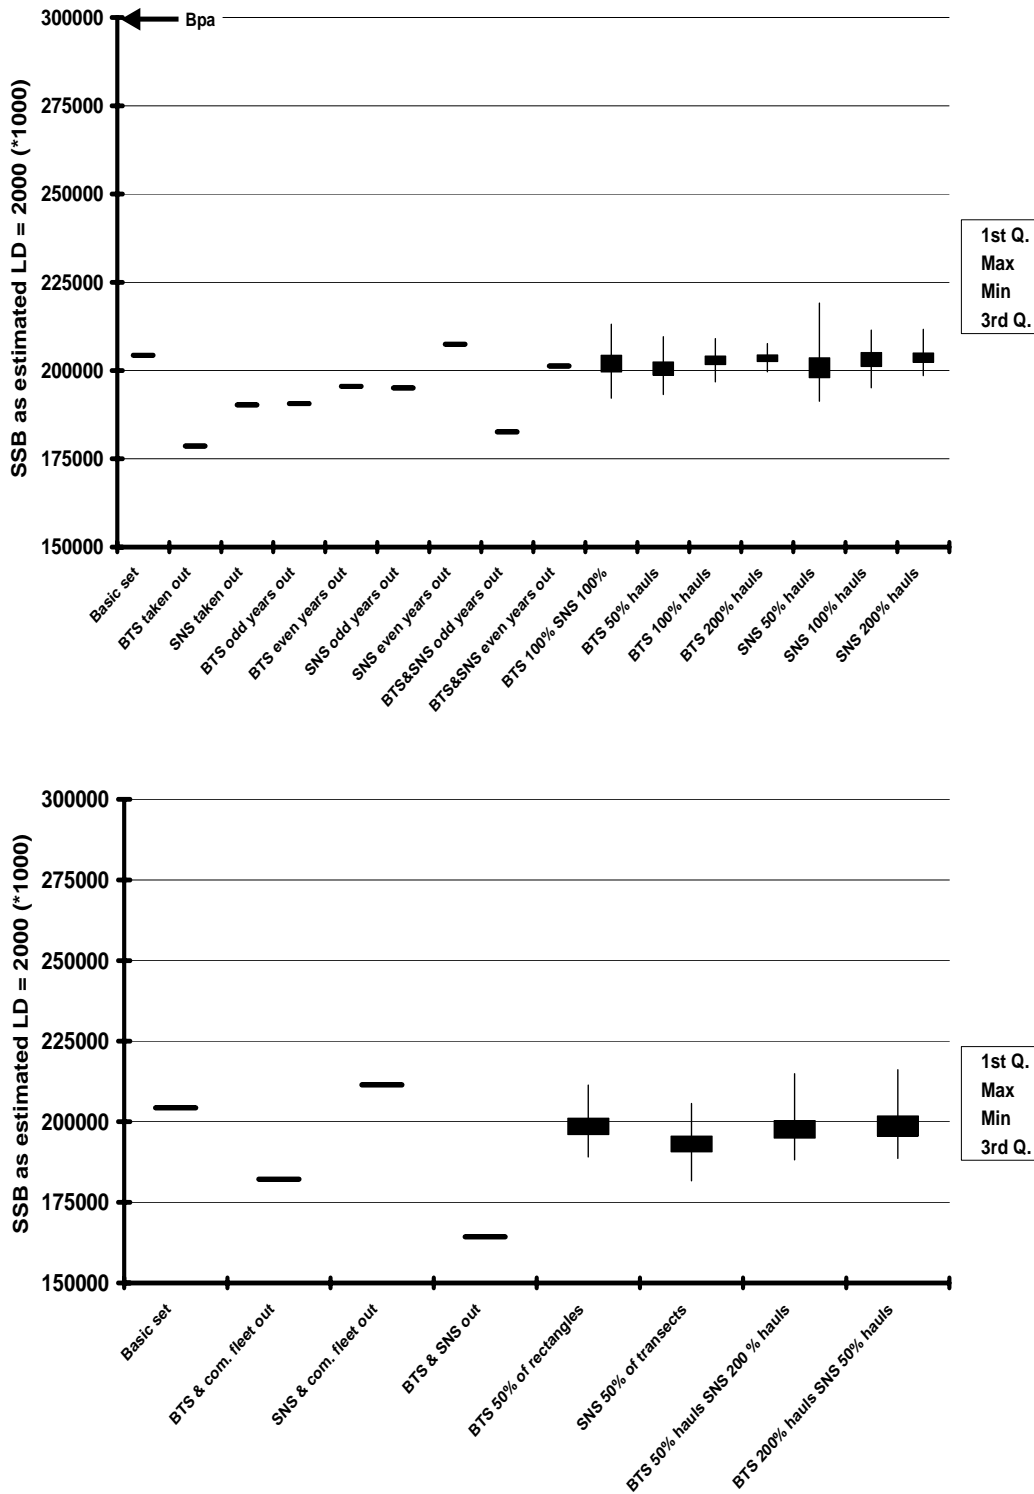 300000
Bpa
275000
250000
225000
200000
175000
150000
SSB as estimated LD = 2000 (*1000)
1st Q.
Max
Min
3rd Q.
Basic set
BTS taken out
SNS taken out
BTS odd years out
BTS even years out
SNS odd years out
SNS even years out
BTS&SNS odd years out
BTS&SNS even years out
BTS 100% SNS 100%
BTS 50% hauls
BTS 100% hauls
BTS 200% hauls
SNS 50% hauls
SNS 100% hauls
SNS 200% hauls
300000
275000
250000
225000
200000
175000
150000
SSB as estimated LD = 2000 (*1000)
1st Q.
Max
Min
3rd Q.
Basic set
BTS & com. fleet out
SNS & com. fleet out
BTS & SNS out
BTS 50% of rectangles
SNS 50% of transects
BTS 50% hauls SNS 200 % hauls
BTS 200% hauls SNS 50% hauls